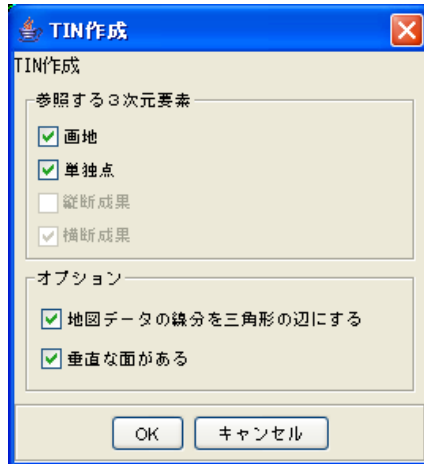 TIN作成
TIN作成
参照する３次元要素
画地
単独点
縦断成果
横断成果
オプション
地図データの線分を三角形の辺にする
垂直な面がある
OK
キャンセル